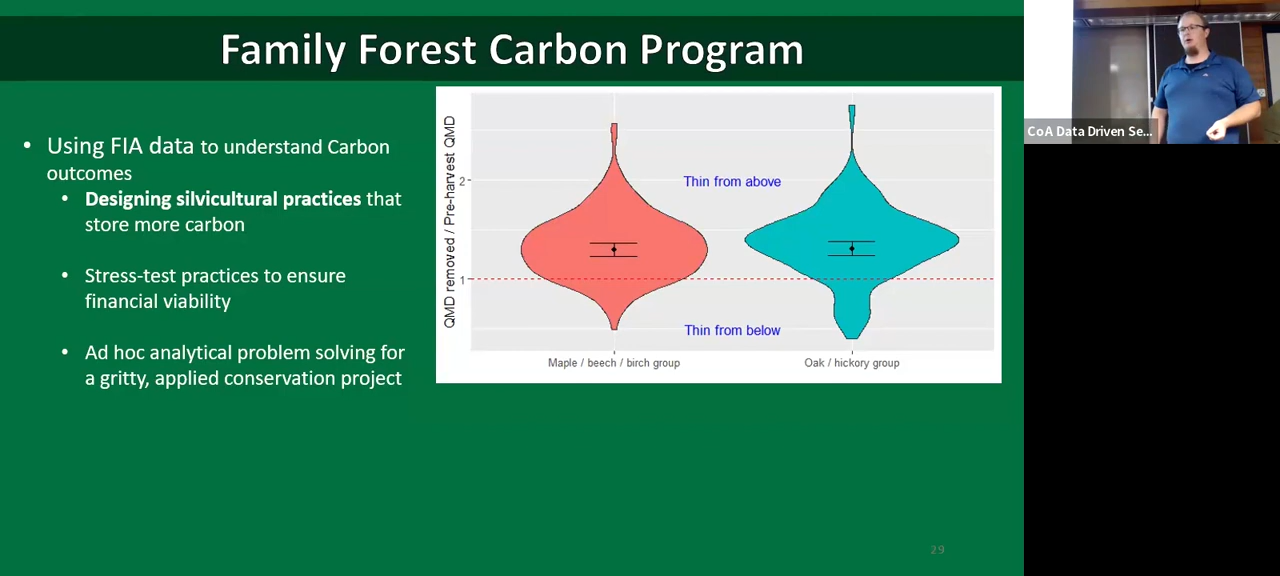 Family Forest Carbon Program
• Using FIA data to understand Carbon
outcomes
• Designing silvicultural practices that
store more carbon
• Stress-test practices to ensure
financial viability
• Ad hoc analytical problem solving for
a gritty, applied conservation project
QMD removed / Pre-harvest QMD
2
1
Thin from above
Thin from below
Maple / beech / birch group
Oak / hickory group
29
CoA Data Driven Se...